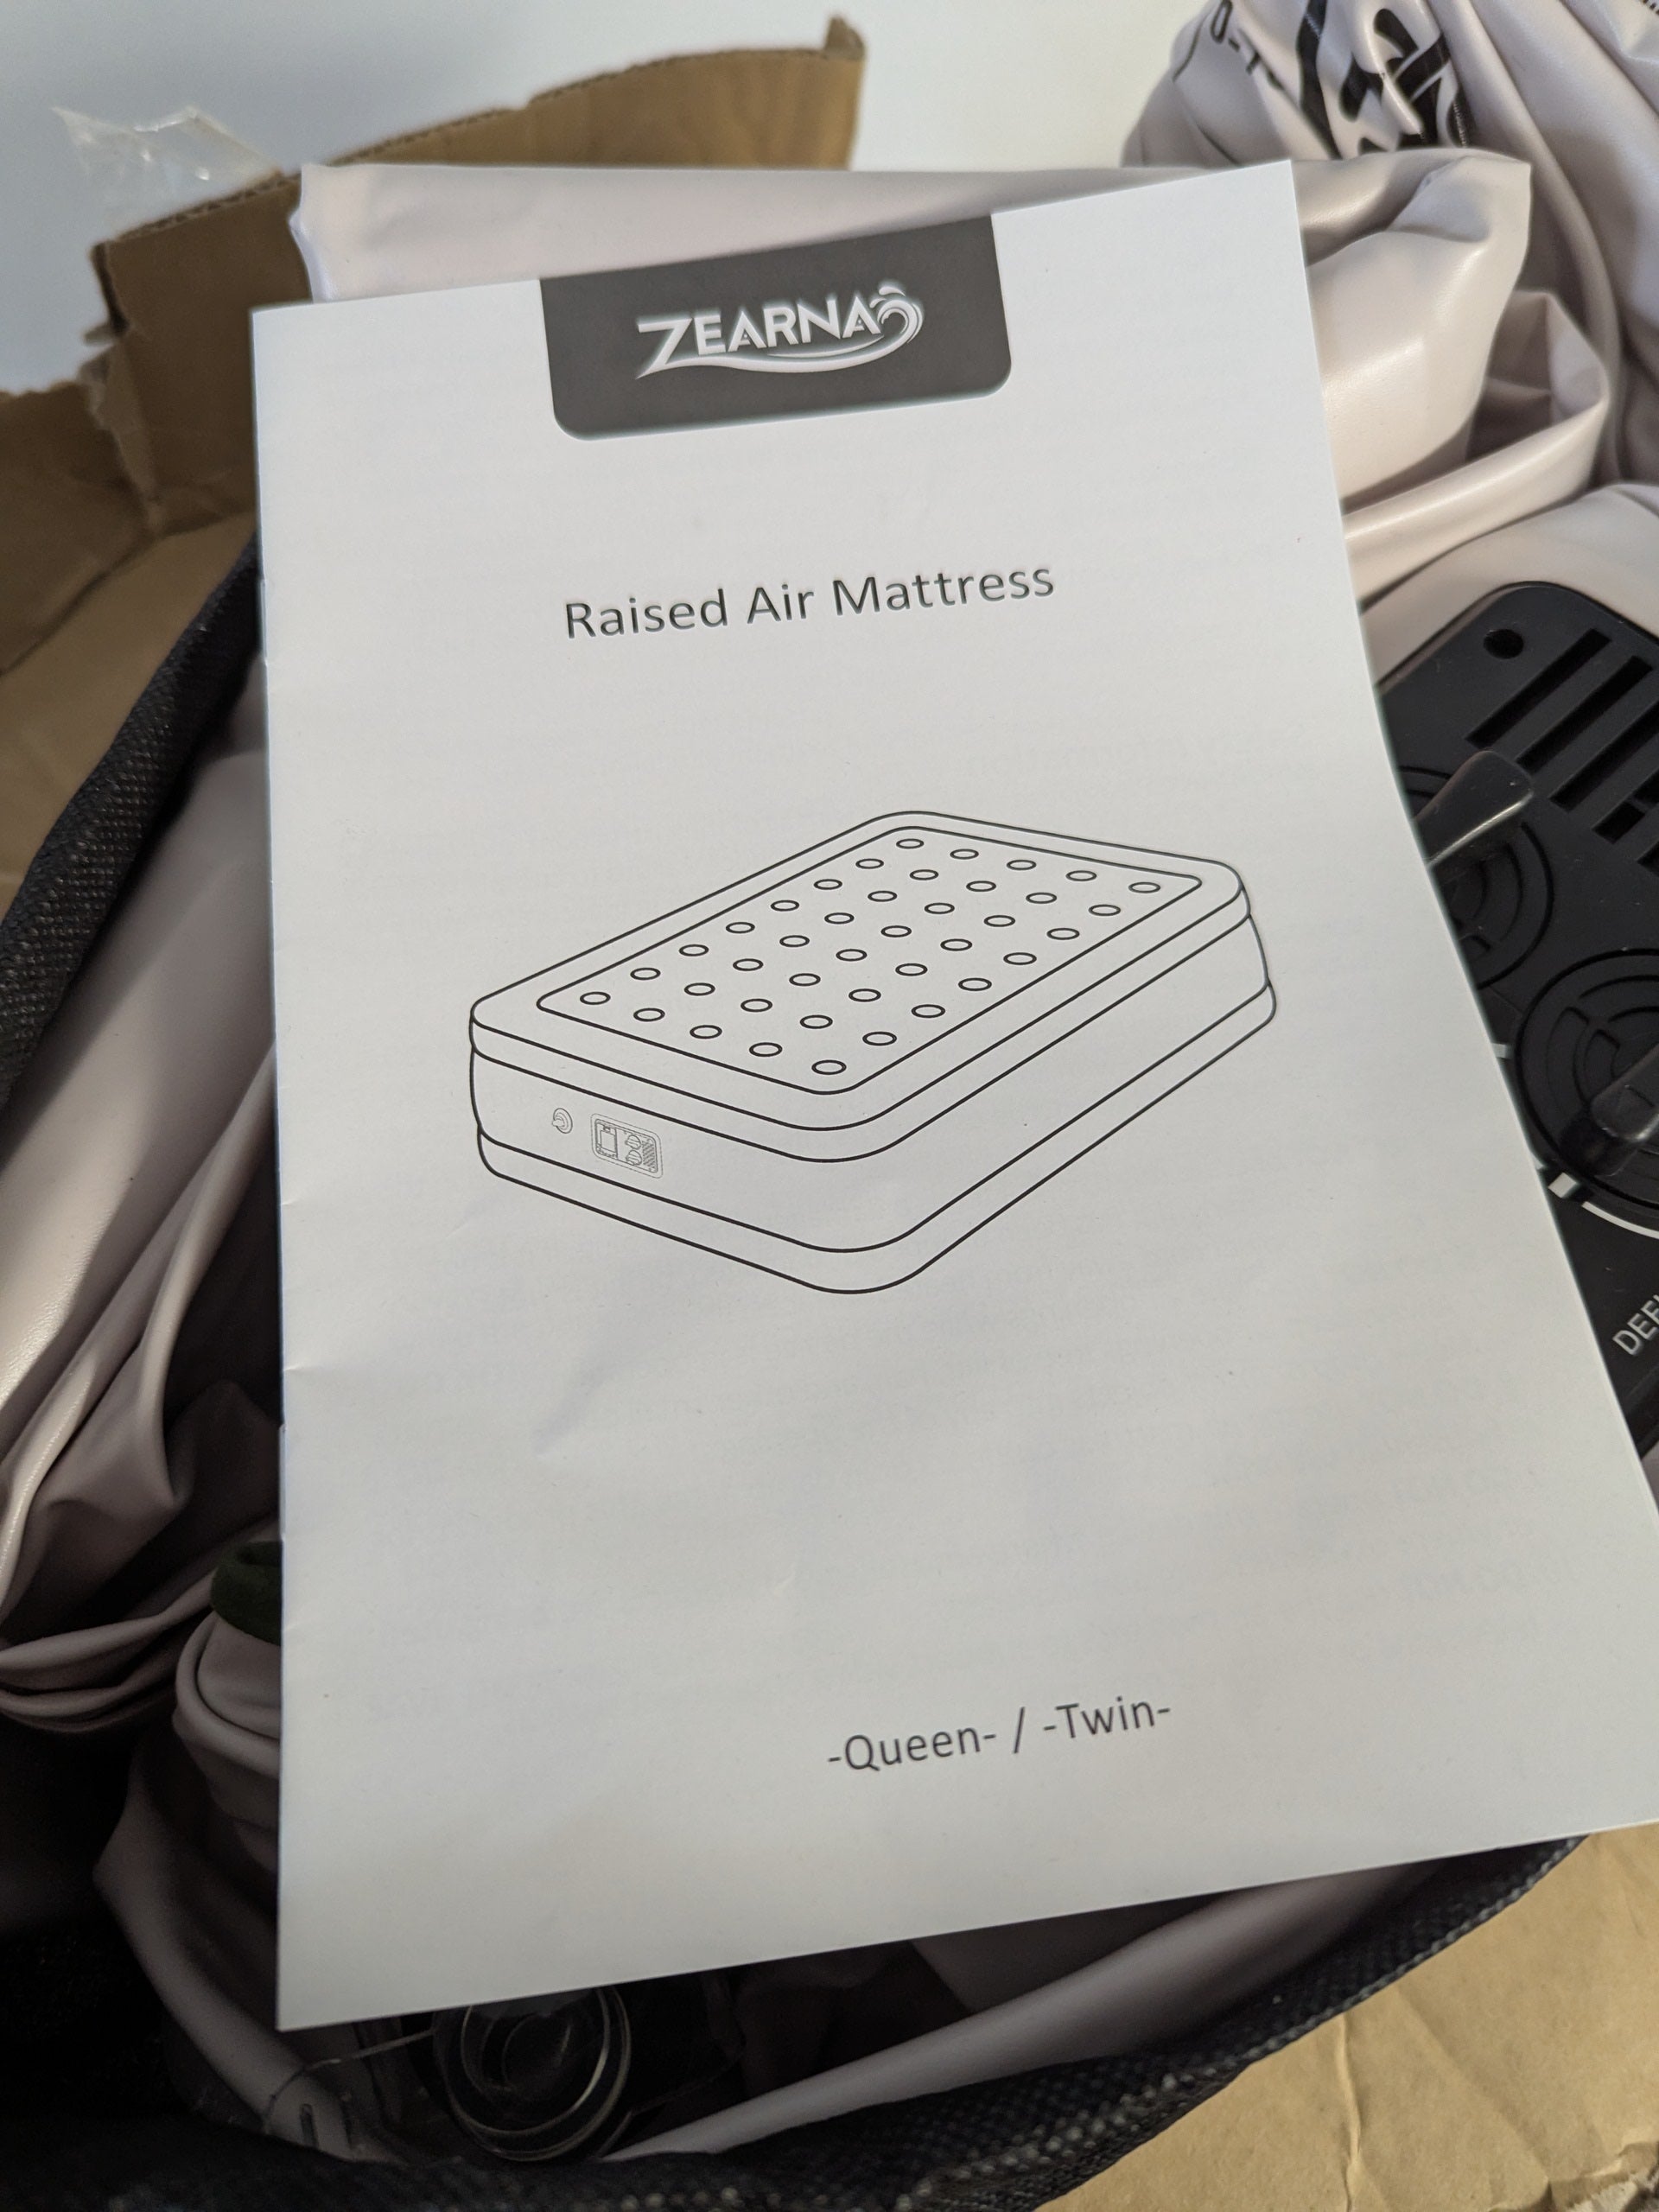 ZEARNA
Raised Air Mattress
-Queen- / -Twin-